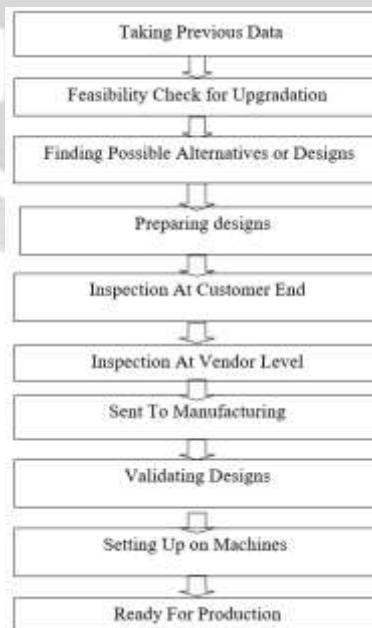 Taking Previous Data
Feasibility Check for Upgradation
Finding Possible Alternatives or Designs
Preparing designs
Inspection At Customer End
Inspection At Vendor Level
Sent To Manufacturing
Validating Designs
Setting Up on Machines
Ready For Production